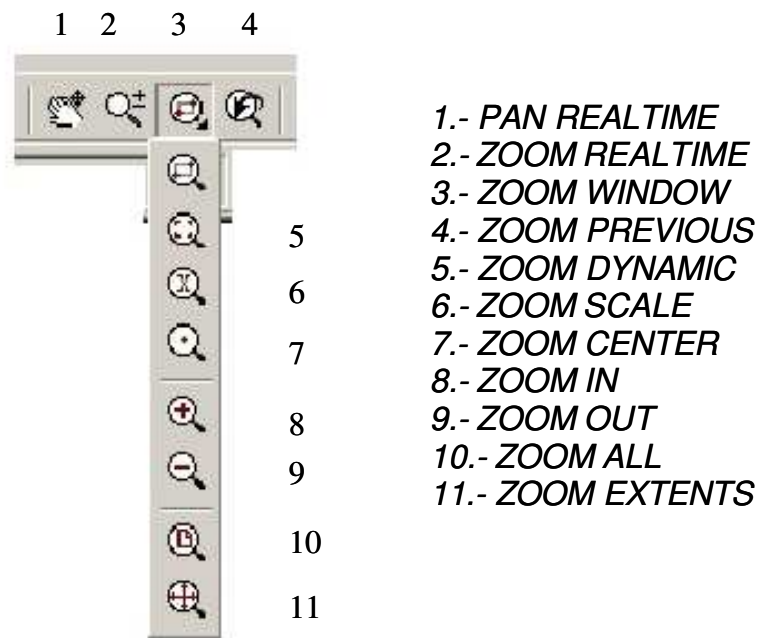 1 2 3 4
1.- PAN REALTIME
2.- ZOOM REALTIME
3.- ZOOM WINDOW
4.- ZOOM PREVIOUS
5.- ZOOM DYNAMIC
6.- ZOOM SCALE
7.- ZOOM CENTER
8.- ZOOM IN
9.- ZOOM OUT
10.- ZOOM ALL
11.- ZOOM EXTENTS
5
6
7
8
9
10
11